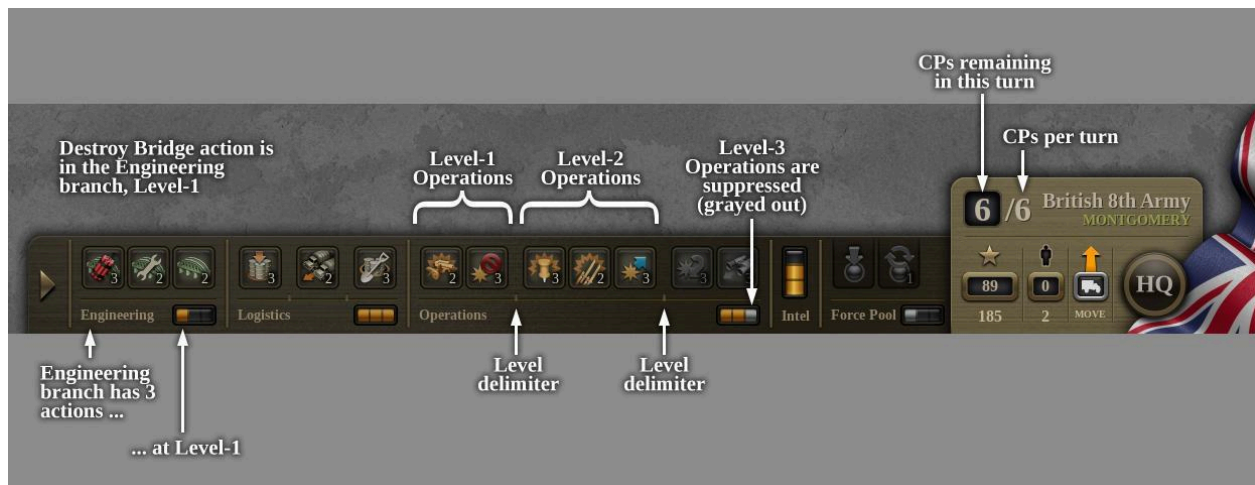 CPs remaining
in this turn
CPs per turn
Destroy Bridge action is
in the Engineering
branch, Level-1
Level-1
Operations
Level-2
Operations
Level-3
Operations are
suppressed
(grayed out)
6 /6 British 8th Army
MONTGOMERY
3 2 2 3 2 3 2 3 3 2 3 3 1
89 0
Engineering Logistics Operations Intel Force Pool 185 2 MOVE
HQ
Engineering
branch has 3
actions ...
... at Level-1
Level
delimiter
Level
delimiter